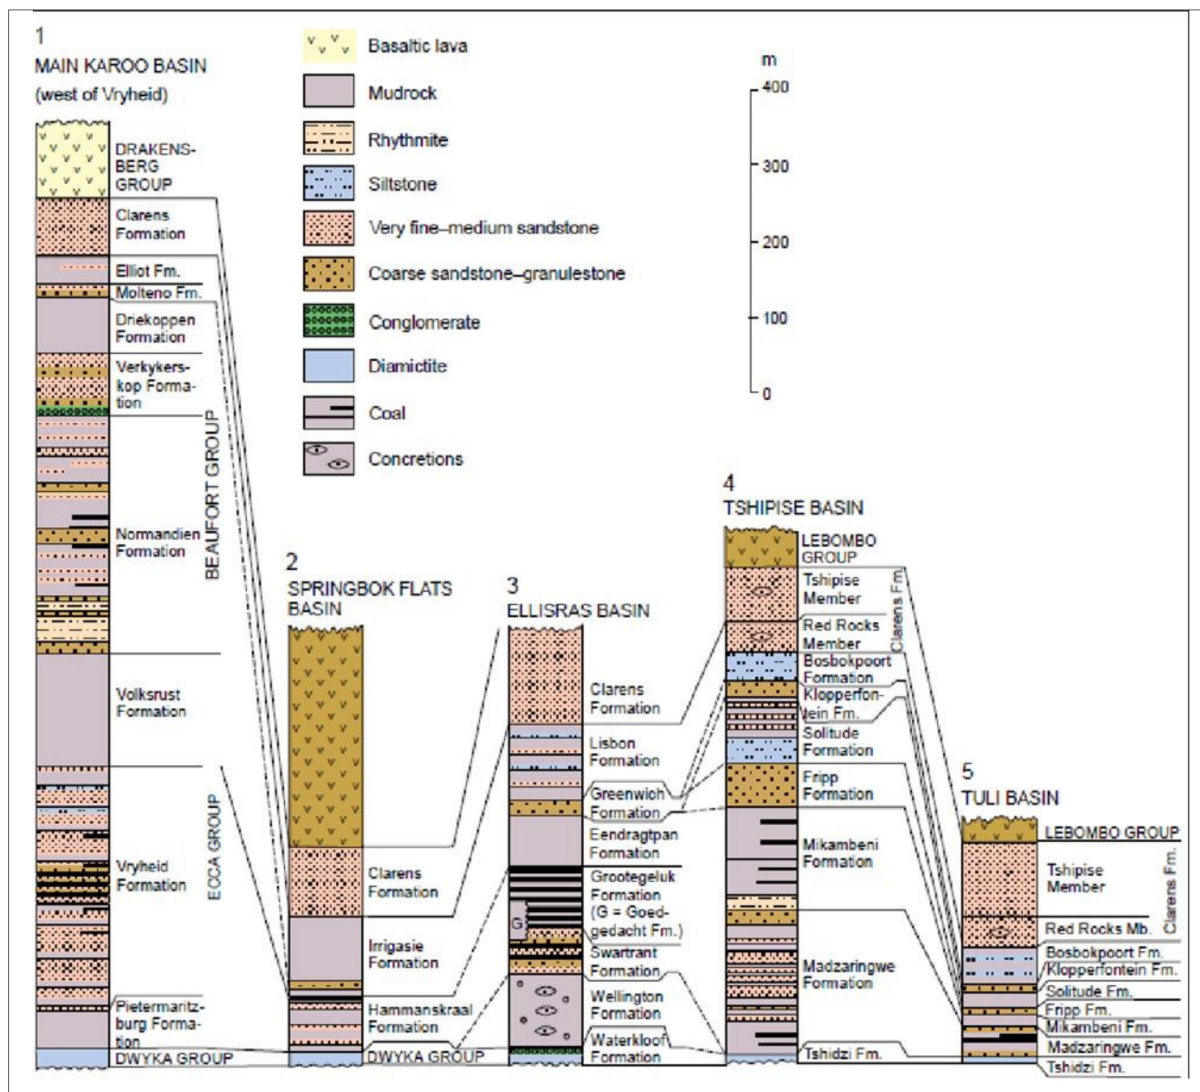 1
MAIN KAROO BASIN
(west of Vryheid)
DRAKENS-
BERG
GROUP
Clarens
Formation
Elliot Fm.
Molteno Fm.
Driekoppen
Formation
Verkykers-
kop Forma-
tion
BEAUFORT GROUP
Normandien
Formation
Volksrust
Formation
ECCA GROUP
Vryheid
Formation
Pietermaritz-
burg Forma-
tion
DWYKA GROUP
Basaltic lava
Mudrock
Rhythmite
Siltstone
Very fine–medium sandstone
Coarse sandstone–granulestone
Conglomerate
Diamictite
Coal
Concretions
m
400
300
200
100
0
2
SPRINGBOK FLATS
BASIN
Clarens
Formation
Irrigasie
Formation
Hammanskraal
Formation
DWYKA GROUP
3
ELLISRAS BASIN
Clarens
Formation
Lisbon
Formation
Greenwich
Formation
Eendragtpan
Formation
Grootegeluk
Formation
(G = Goed-
gedacht Fm.)
G
Swartrant
Formation
Wellington
Formation
Waterkloof
Formation
4
TSHIPISE BASIN
LEBOMBO
GROUP
Tshipise
Member
Red Rocks
Member
Clarens Fm.
Bosbokpoort
Formation
Klopperfon-
tein Fm.
Solitude
Formation
Fripp
Formation
Mikambeni
Formation
Madzaringwe
Formation
Tshidzi Fm.
5
TULI BASIN
LEBOMBO GROUP
Tshipise
Member
Red Rocks Mb.
Clarens Fm.
Bosbokpoort Fm.
Klopperfontein Fm.
Solitude Fm.
Fripp Fm.
Mikambeni Fm.
Madzaringwe Fm.
Tshidzi Fm.